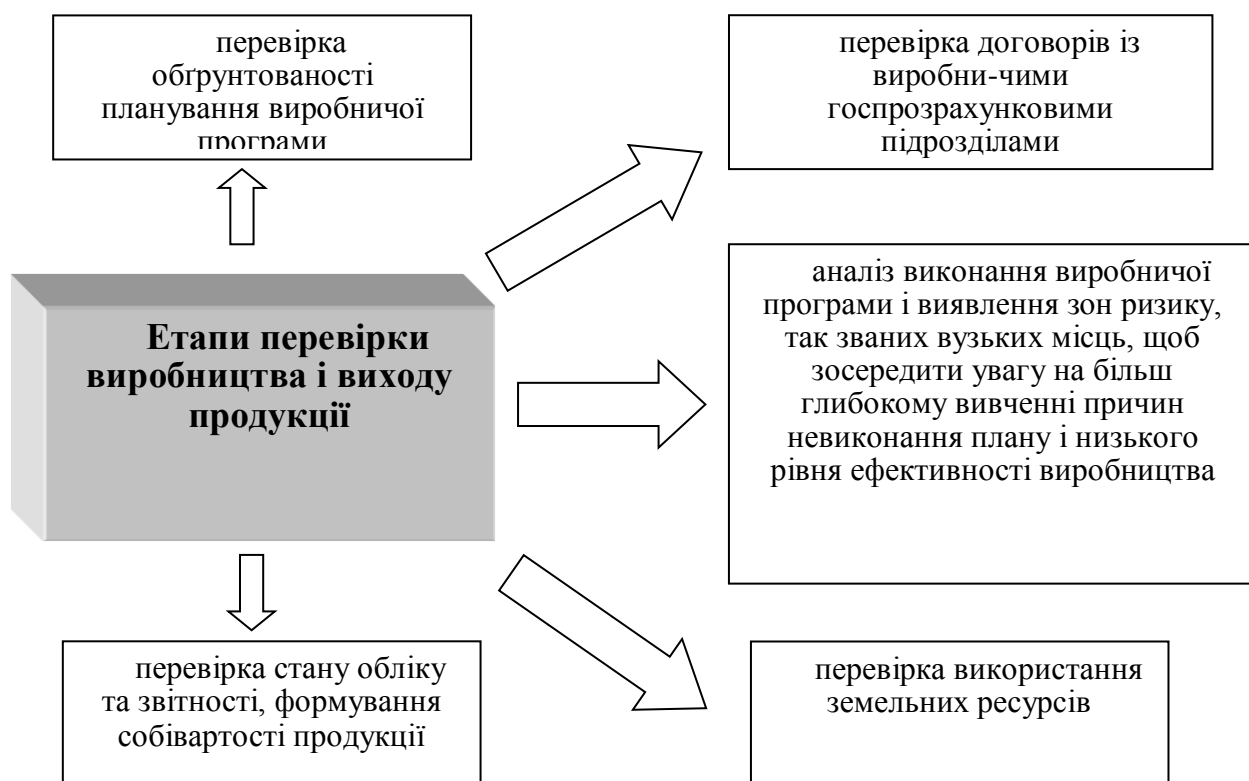 перевірка
обґрунтованості
планування виробничої
програми
перевірка договорів із
виробни-чими
госпрозрахунковими
підрозділами
Етапи перевірки
виробництва і виходу
продукції
аналіз виконання виробничої
програми і виявлення зон ризику,
так званих вузьких місць, щоб
зосередити увагу на більш
глибокому вивченні причин
невиконання плану і низького
рівня ефективності виробництва
перевірка стану обліку
та звітності, формування
собівартості продукції
перевірка використання
земельних ресурсів